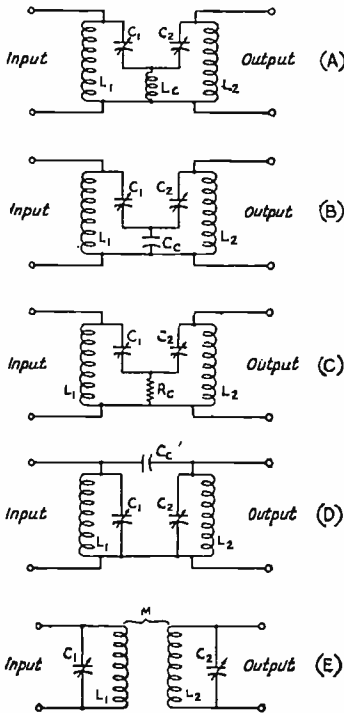 C₁ C₂
Input Output (A)
L₁ Lc L₂
C₁ C₂
Input Output (B)
L₁ Cc L₂
C₁ C₂
Input Output (C)
L₁ Rc L₂
Cc'
C₁ C₂
Input Output (D)
L₁ L₂
M
C₁ C₂
Input Output (E)
L₁ L₂